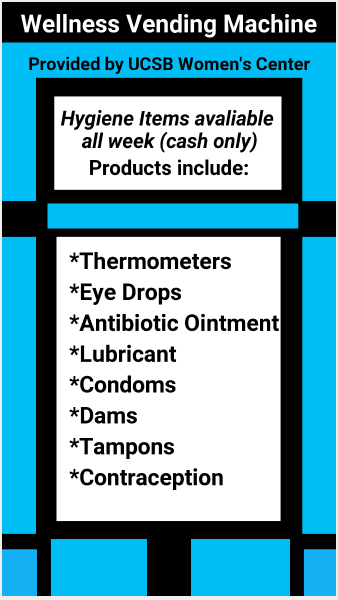 Wellness Vending Machine
Provided by UCSB Women's Center
Hygiene Items avaliable
all week (cash only)
Products include:
*Thermometers
*Eye Drops
*Antibiotic Ointment
*Lubricant
*Condoms
*Dams
*Tampons
*Contraception